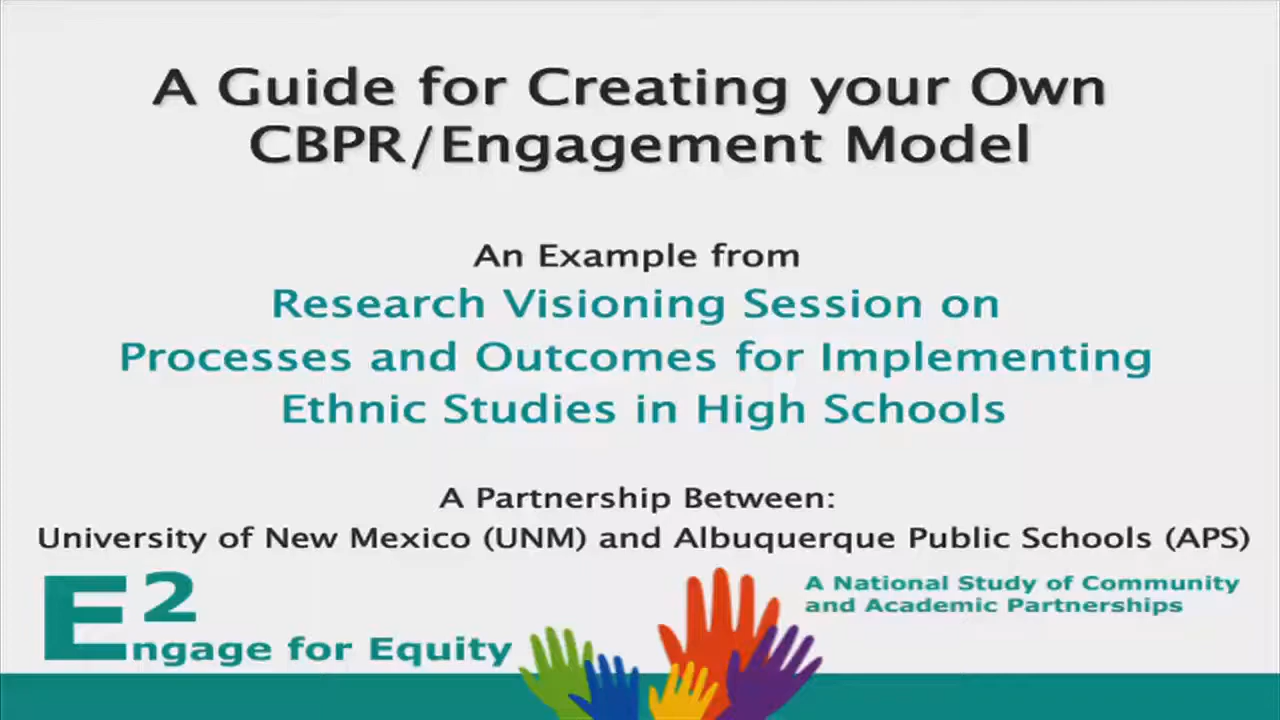 A Guide for Creating your Own
CBPR/Engagement Model
An Example from
Research Visioning Session on
Processes and Outcomes for Implementing
Ethnic Studies in High Schools
A Partnership Between:
University of New Mexico (UNM) and Albuquerque Public Schools (APS)
E2
ngage for Equity
A National Study of Community
and Academic Partnerships